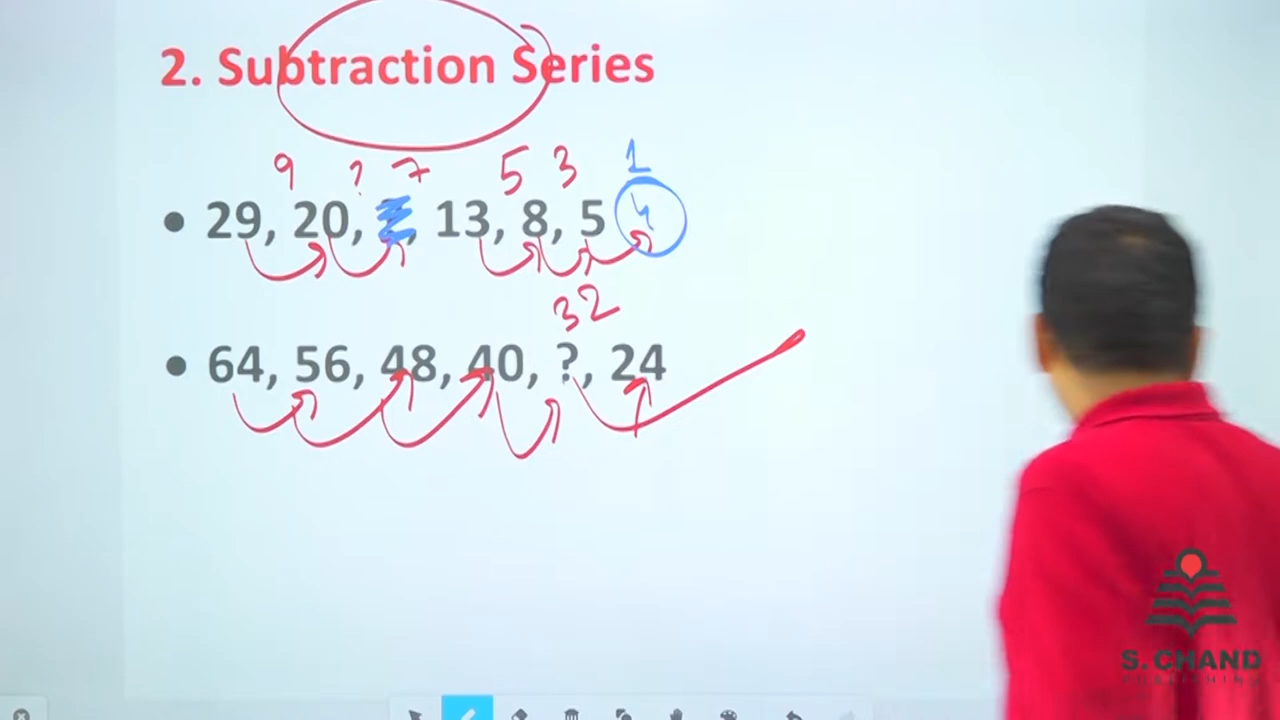 2. Subtraction Series
9 ? 7 5 3 1
• 29, 20, , 13, 8, 5 4
32
• 64, 56, 48, 40, ?, 24
S. CHAND
PUBLISHING